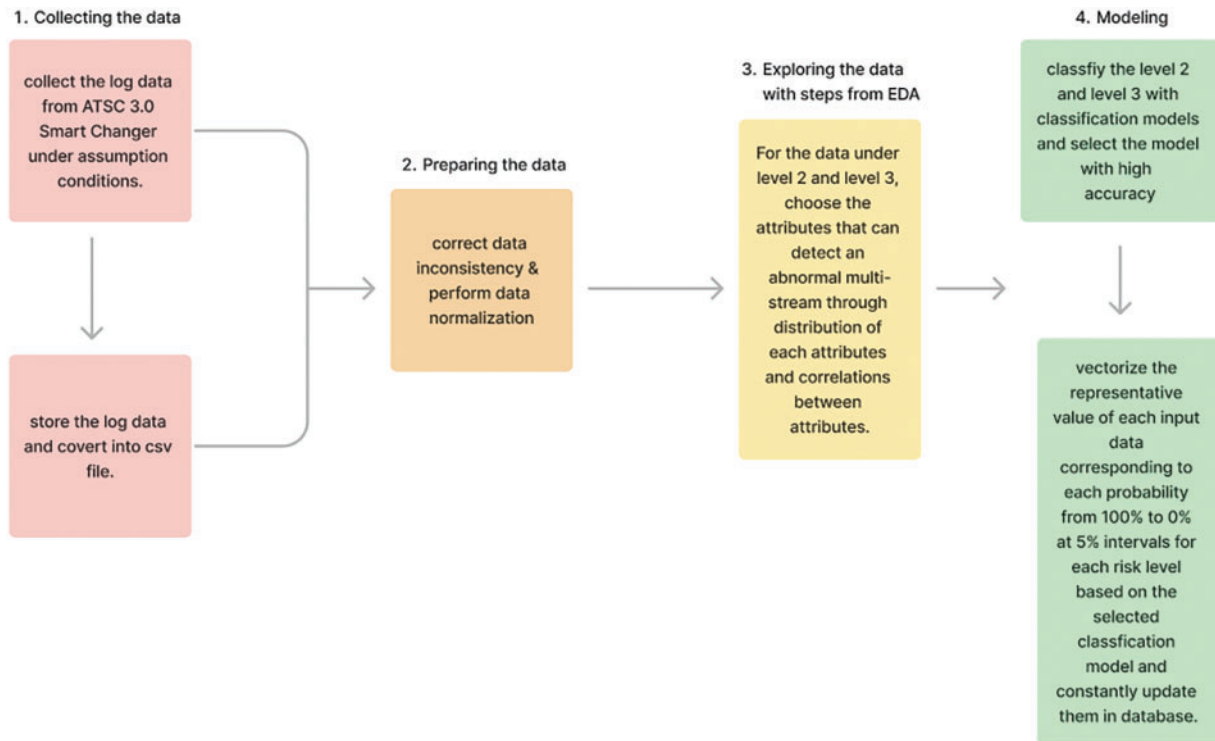 1. Collecting the data
collect the log data
from ATSC 3.0
Smart Changer
under assumption
conditions.
store the log data
and covert into csv
file.
2. Preparing the data
correct data
inconsistency &
perform data
normalization
3. Exploring the data
with steps from EDA
For the data under
level 2 and level 3,
choose the
attributes that can
detect an
abnormal multi-
stream through
distribution of
each attributes
and correlations
between
attributes.
4. Modeling
classfiy the level 2
and level 3 with
classification models
and select the model
with high
accuracy
vectorize the
representative
value of each input
data
corresponding to
each probability
from 100% to 0%
at 5% intervals for
each risk level
based on the
selected
classfication
model and
constantly update
them in database.